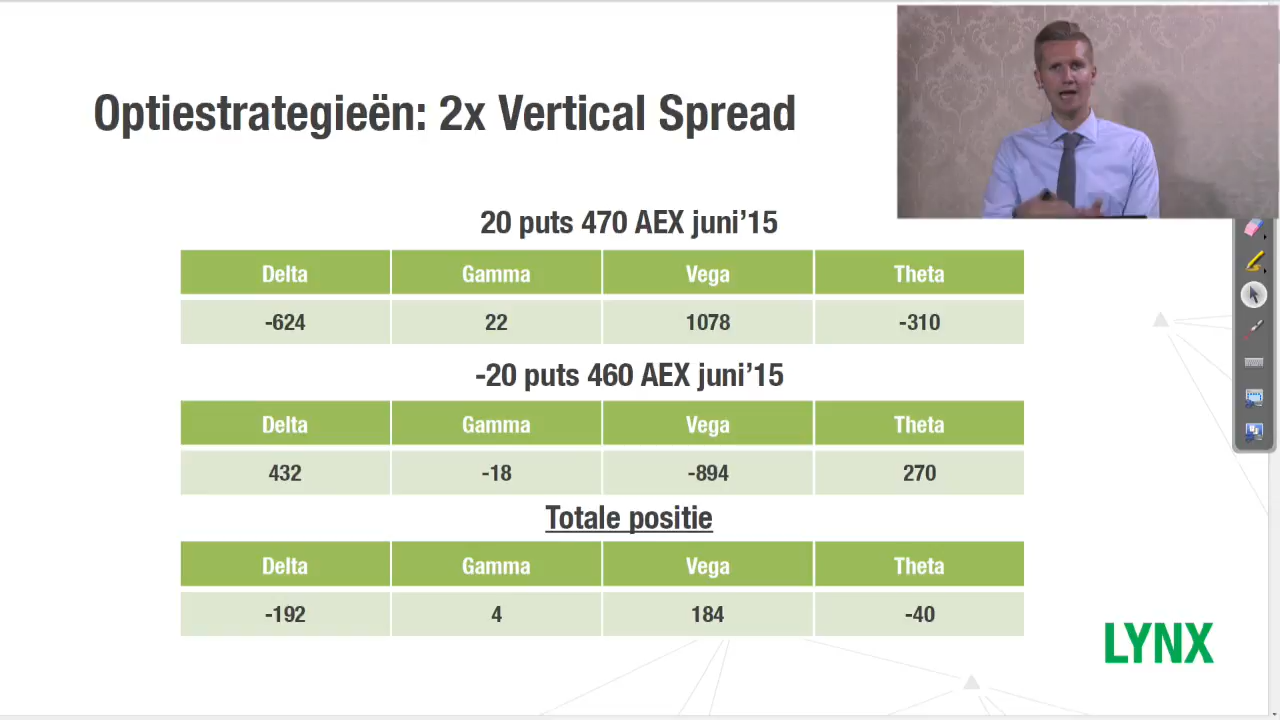 Optiestrategieën: 2x Vertical Spread
20 puts 470 AEX juni’15
Delta Gamma Vega Theta
-624 22 1078 -310
-20 puts 460 AEX juni’15
Delta Gamma Vega Theta
432 -18 -894 270
Totale positie
Delta Gamma Vega Theta
-192 4 184 -40
LYNX